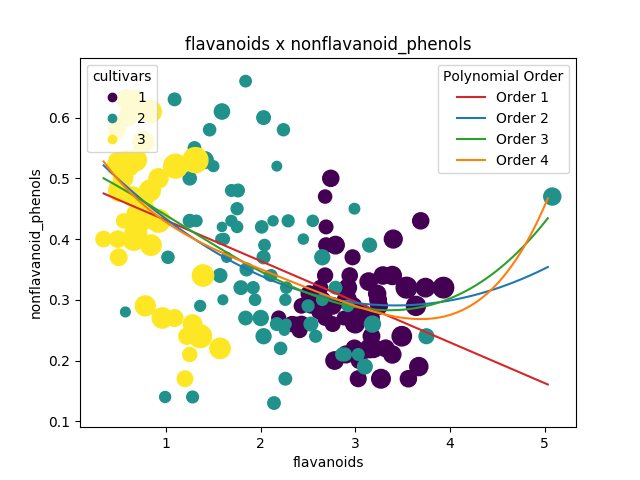 flavanoids x nonflavanoid_phenols
cultivars
1
2
3
Polynomial Order
Order 1
Order 2
Order 3
Order 4
nonflavanoid_phenols
0.6
0.5
0.4
0.3
0.2
0.1
1 2 3 4 5
flavanoids